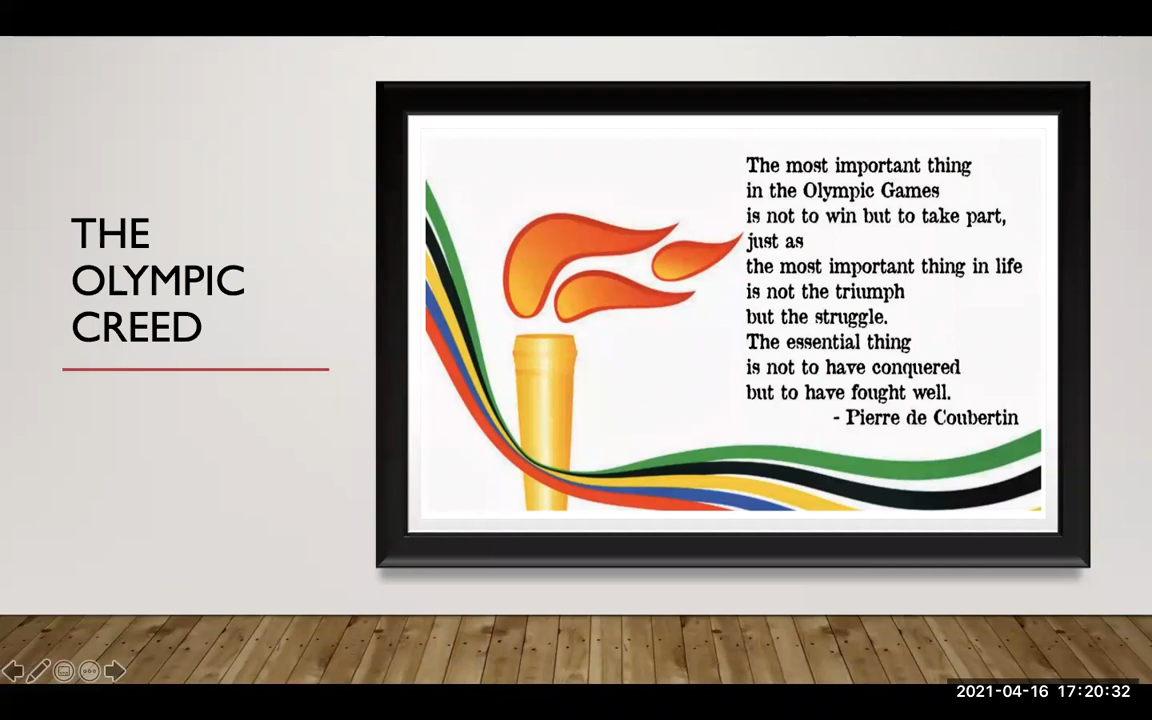 THE
OLYMPIC
CREED
The most important thing
in the Olympic Games
is not to win but to take part,
just as
the most important thing in life
is not the triumph
but the struggle.
The essential thing
is not to have conquered
but to have fought well.
- Pierre de Coubertin
2021-04-16 17:20:32